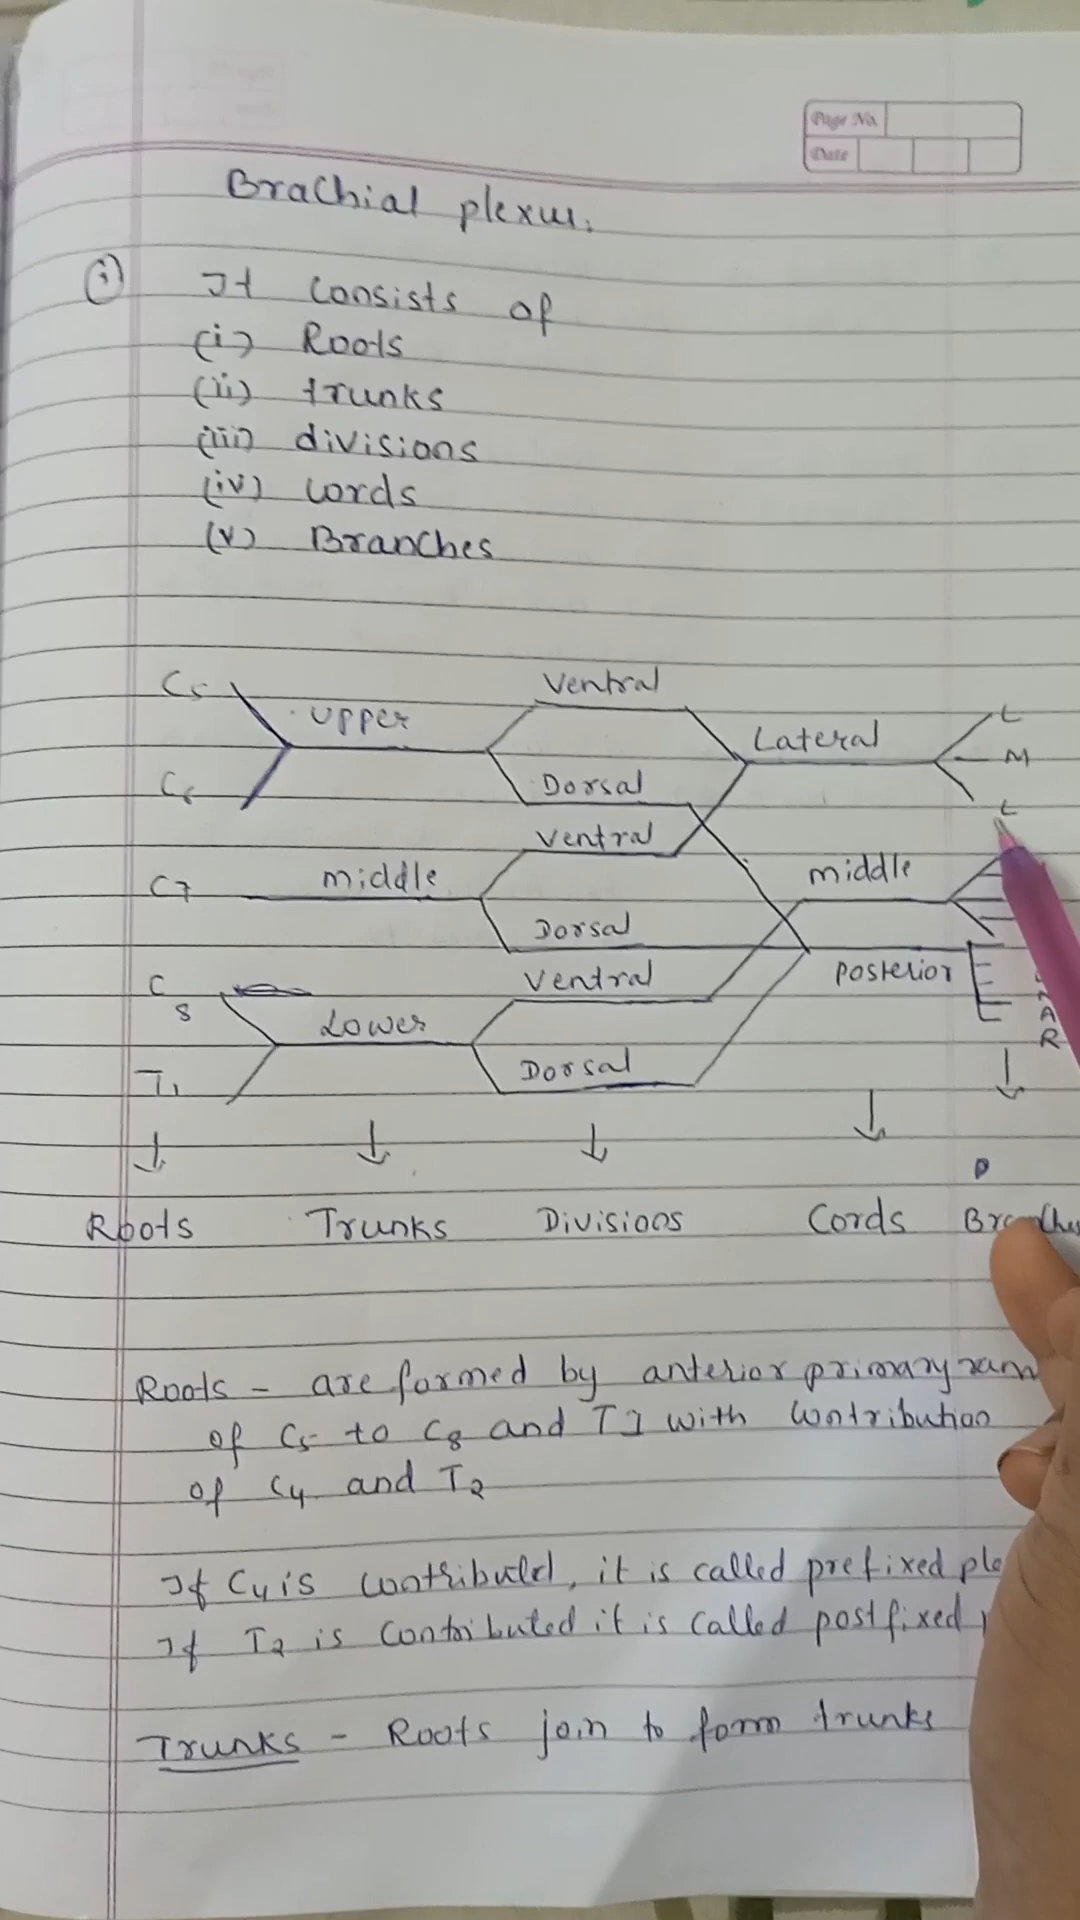 Page No.
Date
Brachial plexus.
(i) It consists of
(i) Roots
(ii) trunks
(iii) divisions
(iv) cords
(v) Branches
C5
Upper
Ventral
Lateral
L
M
L
C6
Dorsal
Ventral
C7
middle
middle
Dorsal
C8
Ventral
Posterior
NAR
Lower
T1
Dorsal
Roots Trunks Divisions Cords
Roots - are formed by anterior primary ram
of C5 to C8 and T1 with contribution
of C4 and T2
If C4 is contributed, it is called prefixed ple
If T2 is contributed it is called postfixed
Trunks - Roots join to form trunks